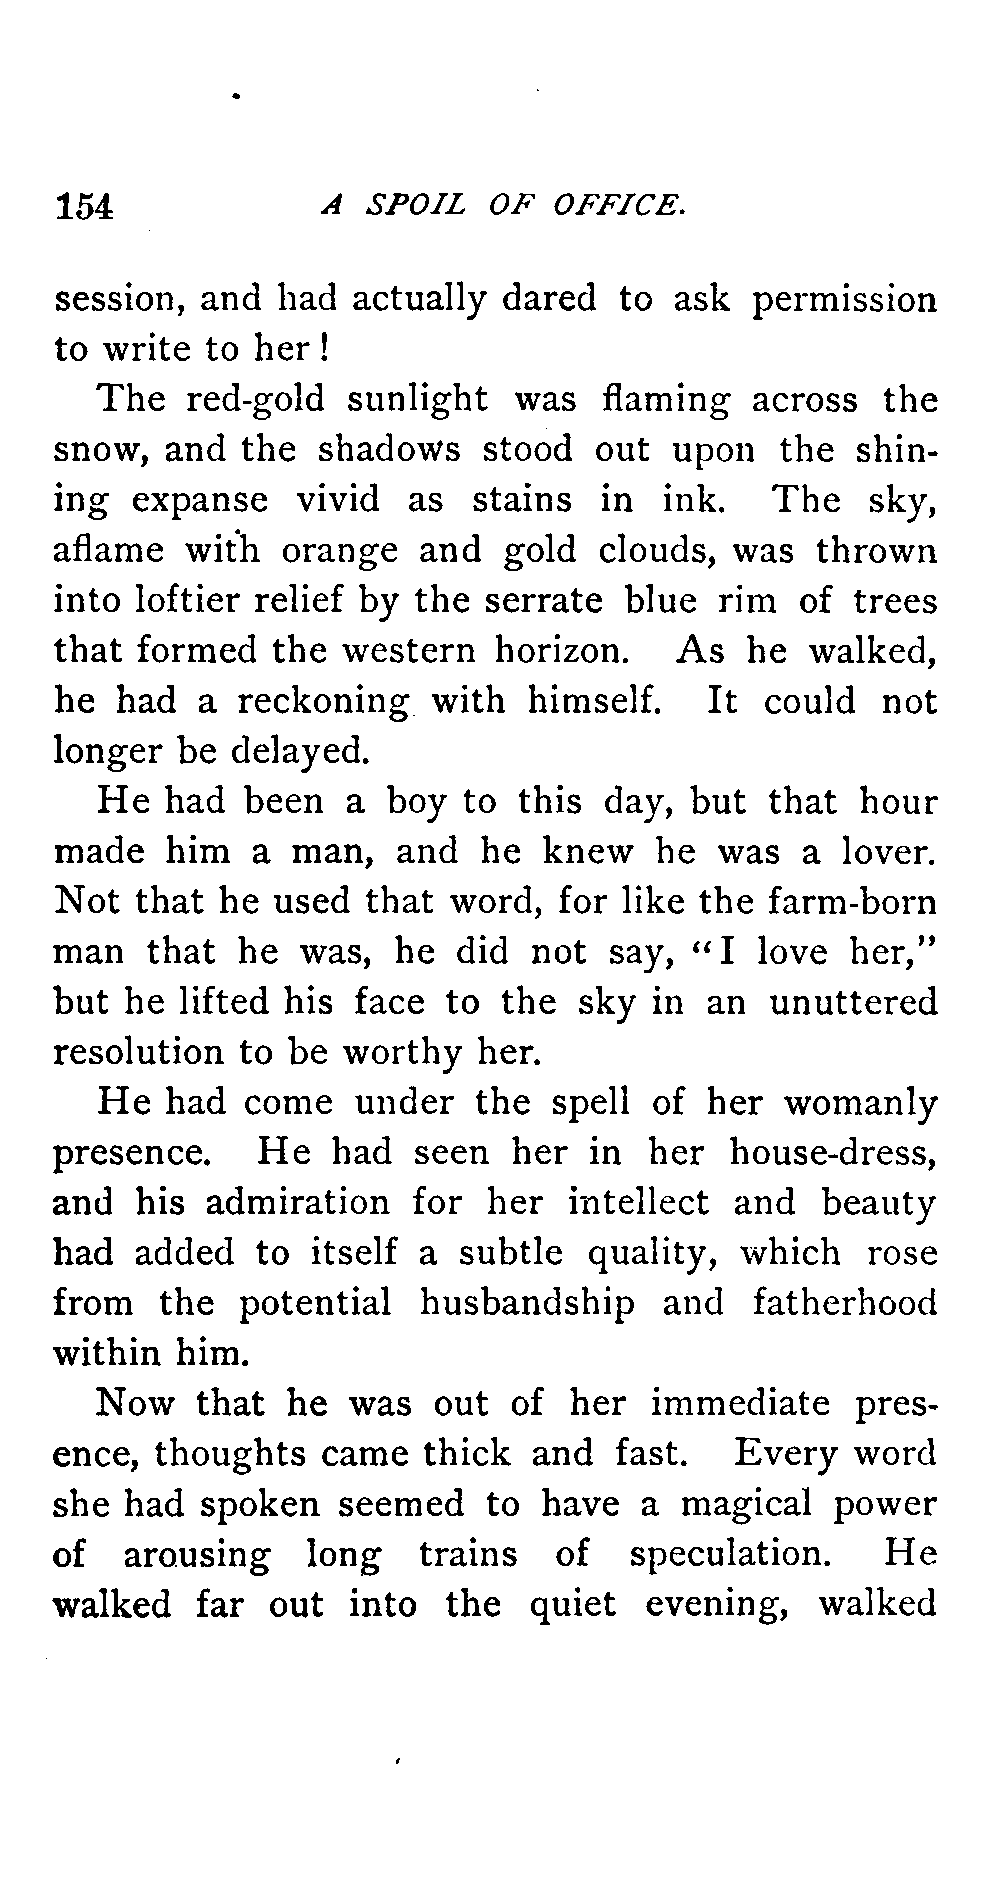 154 A SPOIL OF OFFICE.
session, and had actually dared to ask permission
to write to her !
The red-gold sunlight was flaming across the
snow, and the shadows stood out upon the shin-
ing expanse vivid as stains in ink. The sky,
aflame with orange and gold clouds, was thrown
into loftier relief by the serrate blue rim of trees
that formed the western horizon. As he walked,
he had a reckoning with himself. It could not
longer be delayed.
He had been a boy to this day, but that hour
made him a man, and he knew he was a lover.
Not that he used that word, for like the farm-born
man that he was, he did not say, “I love her,”
but he lifted his face to the sky in an unuttered
resolution to be worthy her.
He had come under the spell of her womanly
presence. He had seen her in her house-dress,
and his admiration for her intellect and beauty
had added to itself a subtle quality, which rose
from the potential husbandship and fatherhood
within him.
Now that he was out of her immediate pres-
ence, thoughts came thick and fast. Every word
she had spoken seemed to have a magical power
of arousing long trains of speculation. He
walked far out into the quiet evening, walked